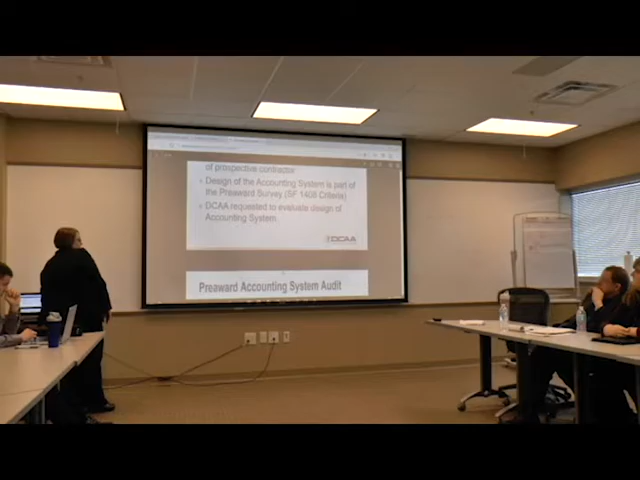 of prospective contractor
› Design of the Accounting System is part of
the Preaward Survey (SF 1408 Criteria)
› DCAA requested to evaluate design of
Accounting System.
DCAA
Preaward Accounting System Audit